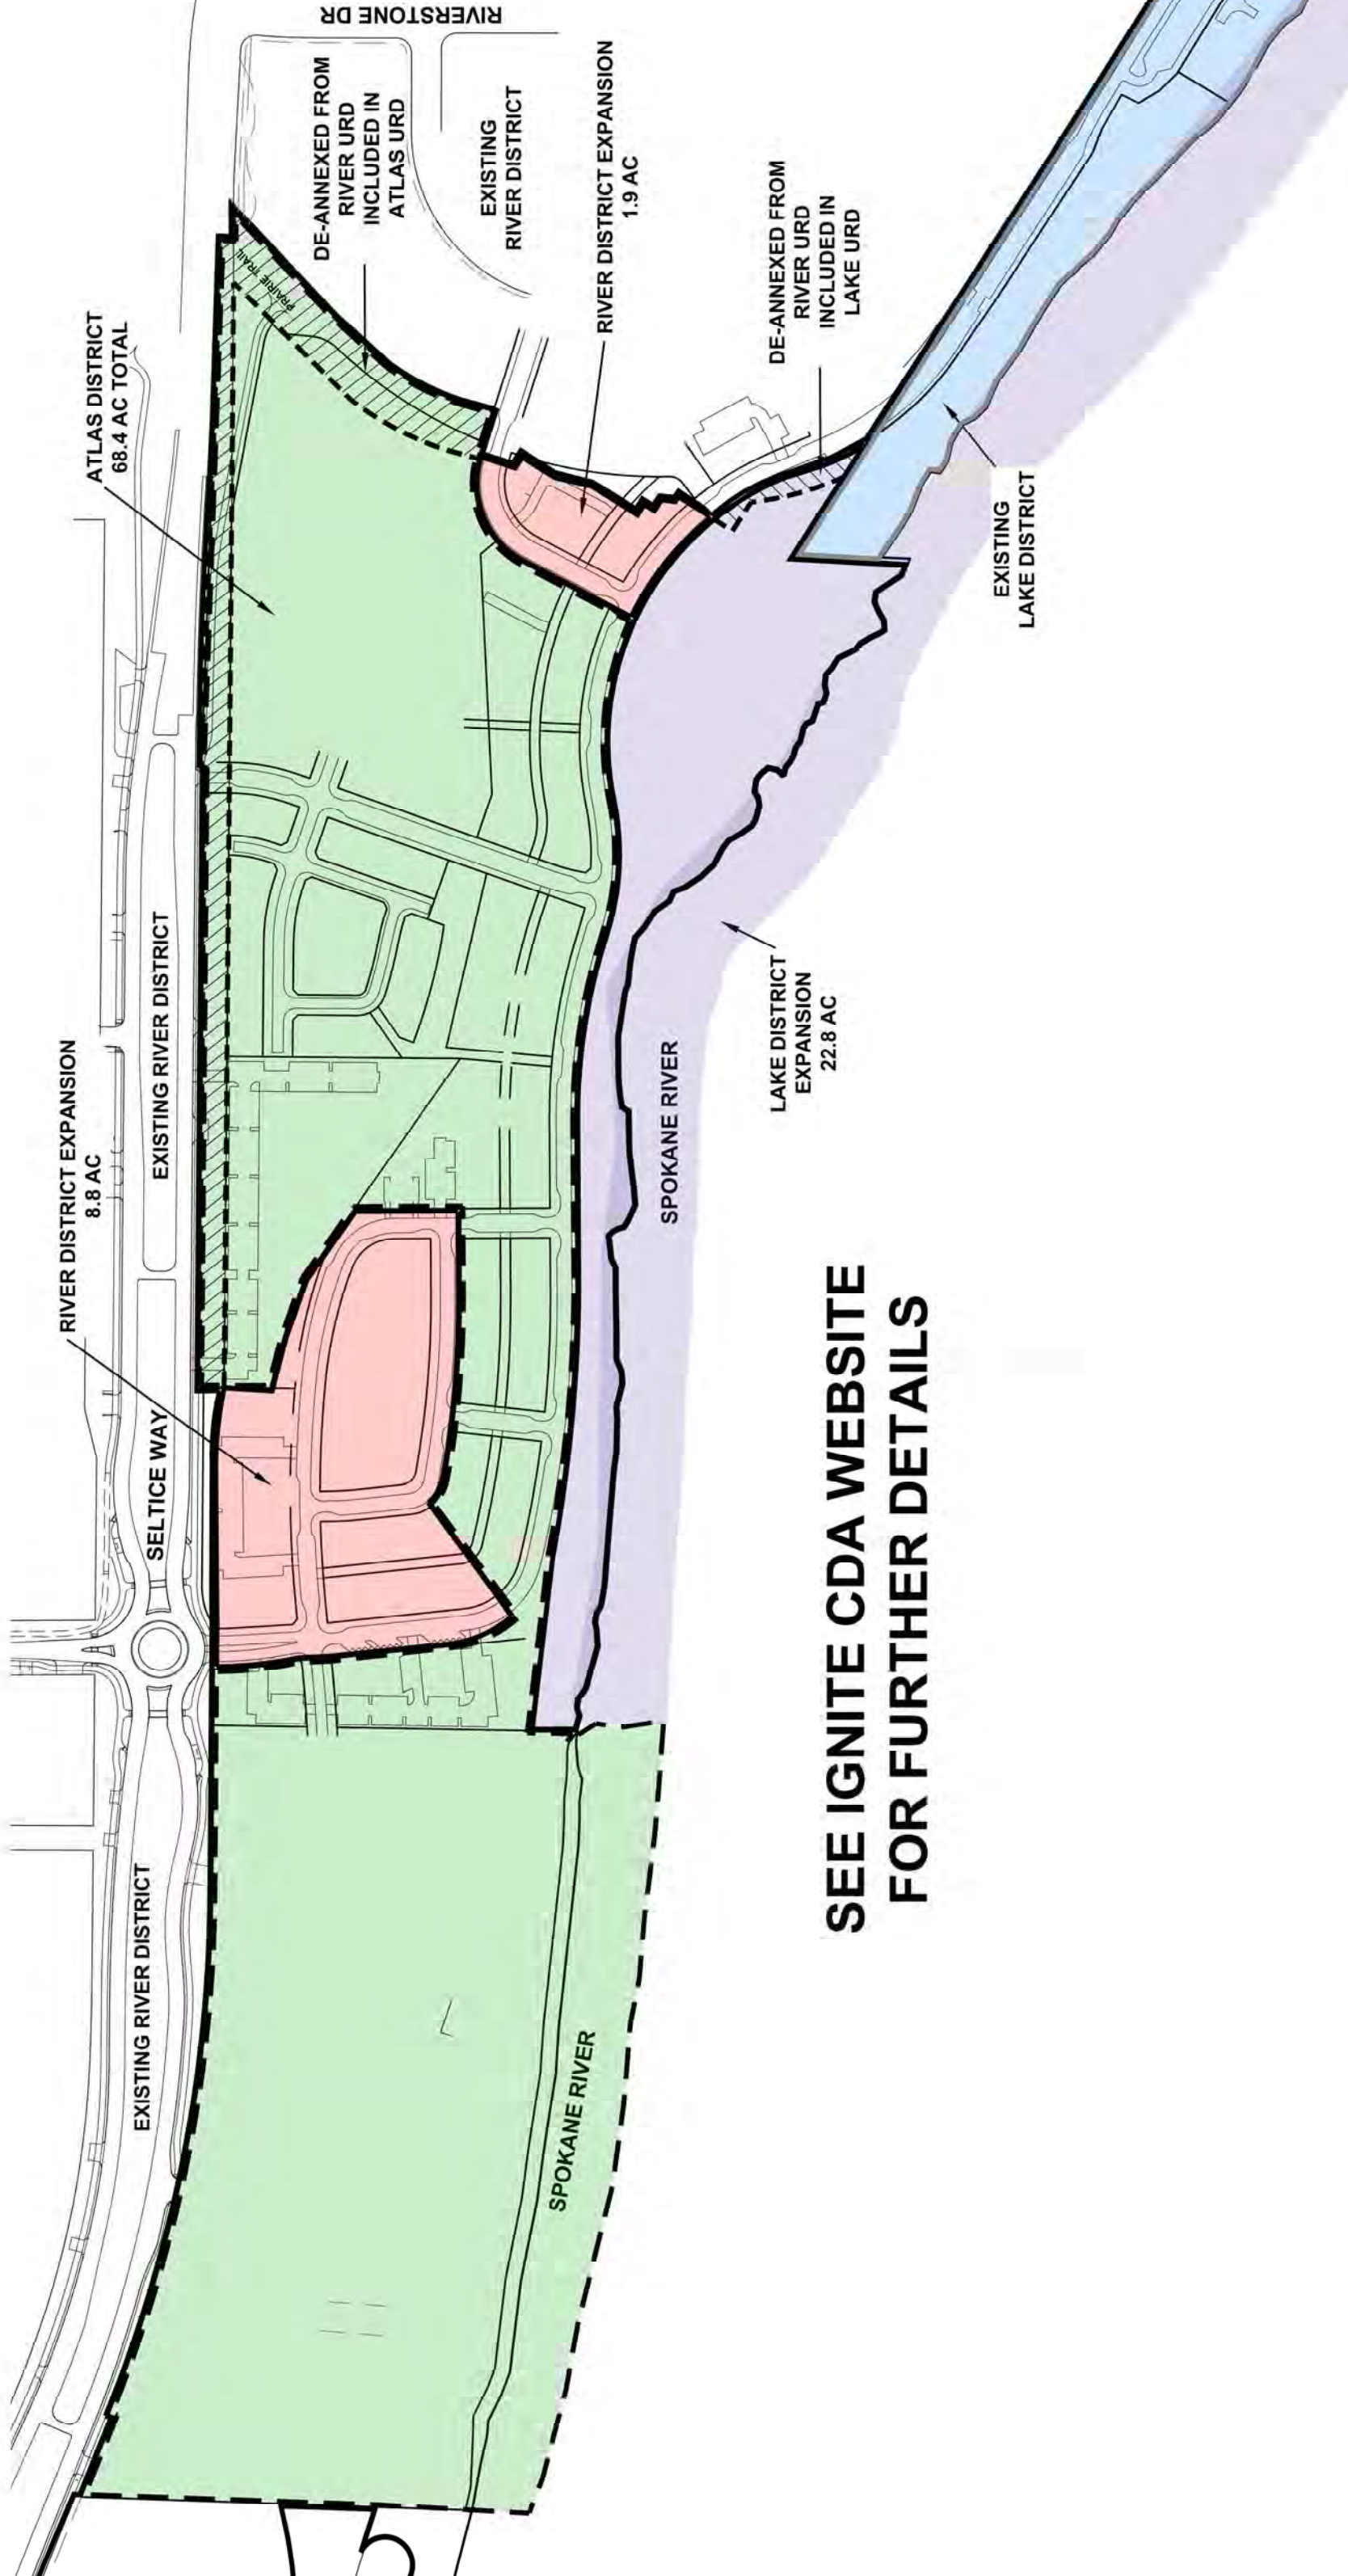 RIVERSTONE DR
DE-ANNEXED FROM
RIVER URD
INCLUDED IN
ATLAS URD
EXISTING
RIVER DISTRICT
RIVER DISTRICT EXPANSION
1.9 AC
DE-ANNEXED FROM
RIVER URD
INCLUDED IN
LAKE URD
PRAIRIE TRAIL
ATLAS DISTRICT
68.4 AC TOTAL
EXISTING
LAKE DISTRICT
EXISTING RIVER DISTRICT
RIVER DISTRICT EXPANSION
8.8 AC
LAKE DISTRICT
EXPANSION
22.8 AC
SPOKANE RIVER
SELTICE WAY
EXISTING RIVER DISTRICT
SPOKANE RIVER
SEE IGNITE CDA WEBSITE
FOR FURTHER DETAILS